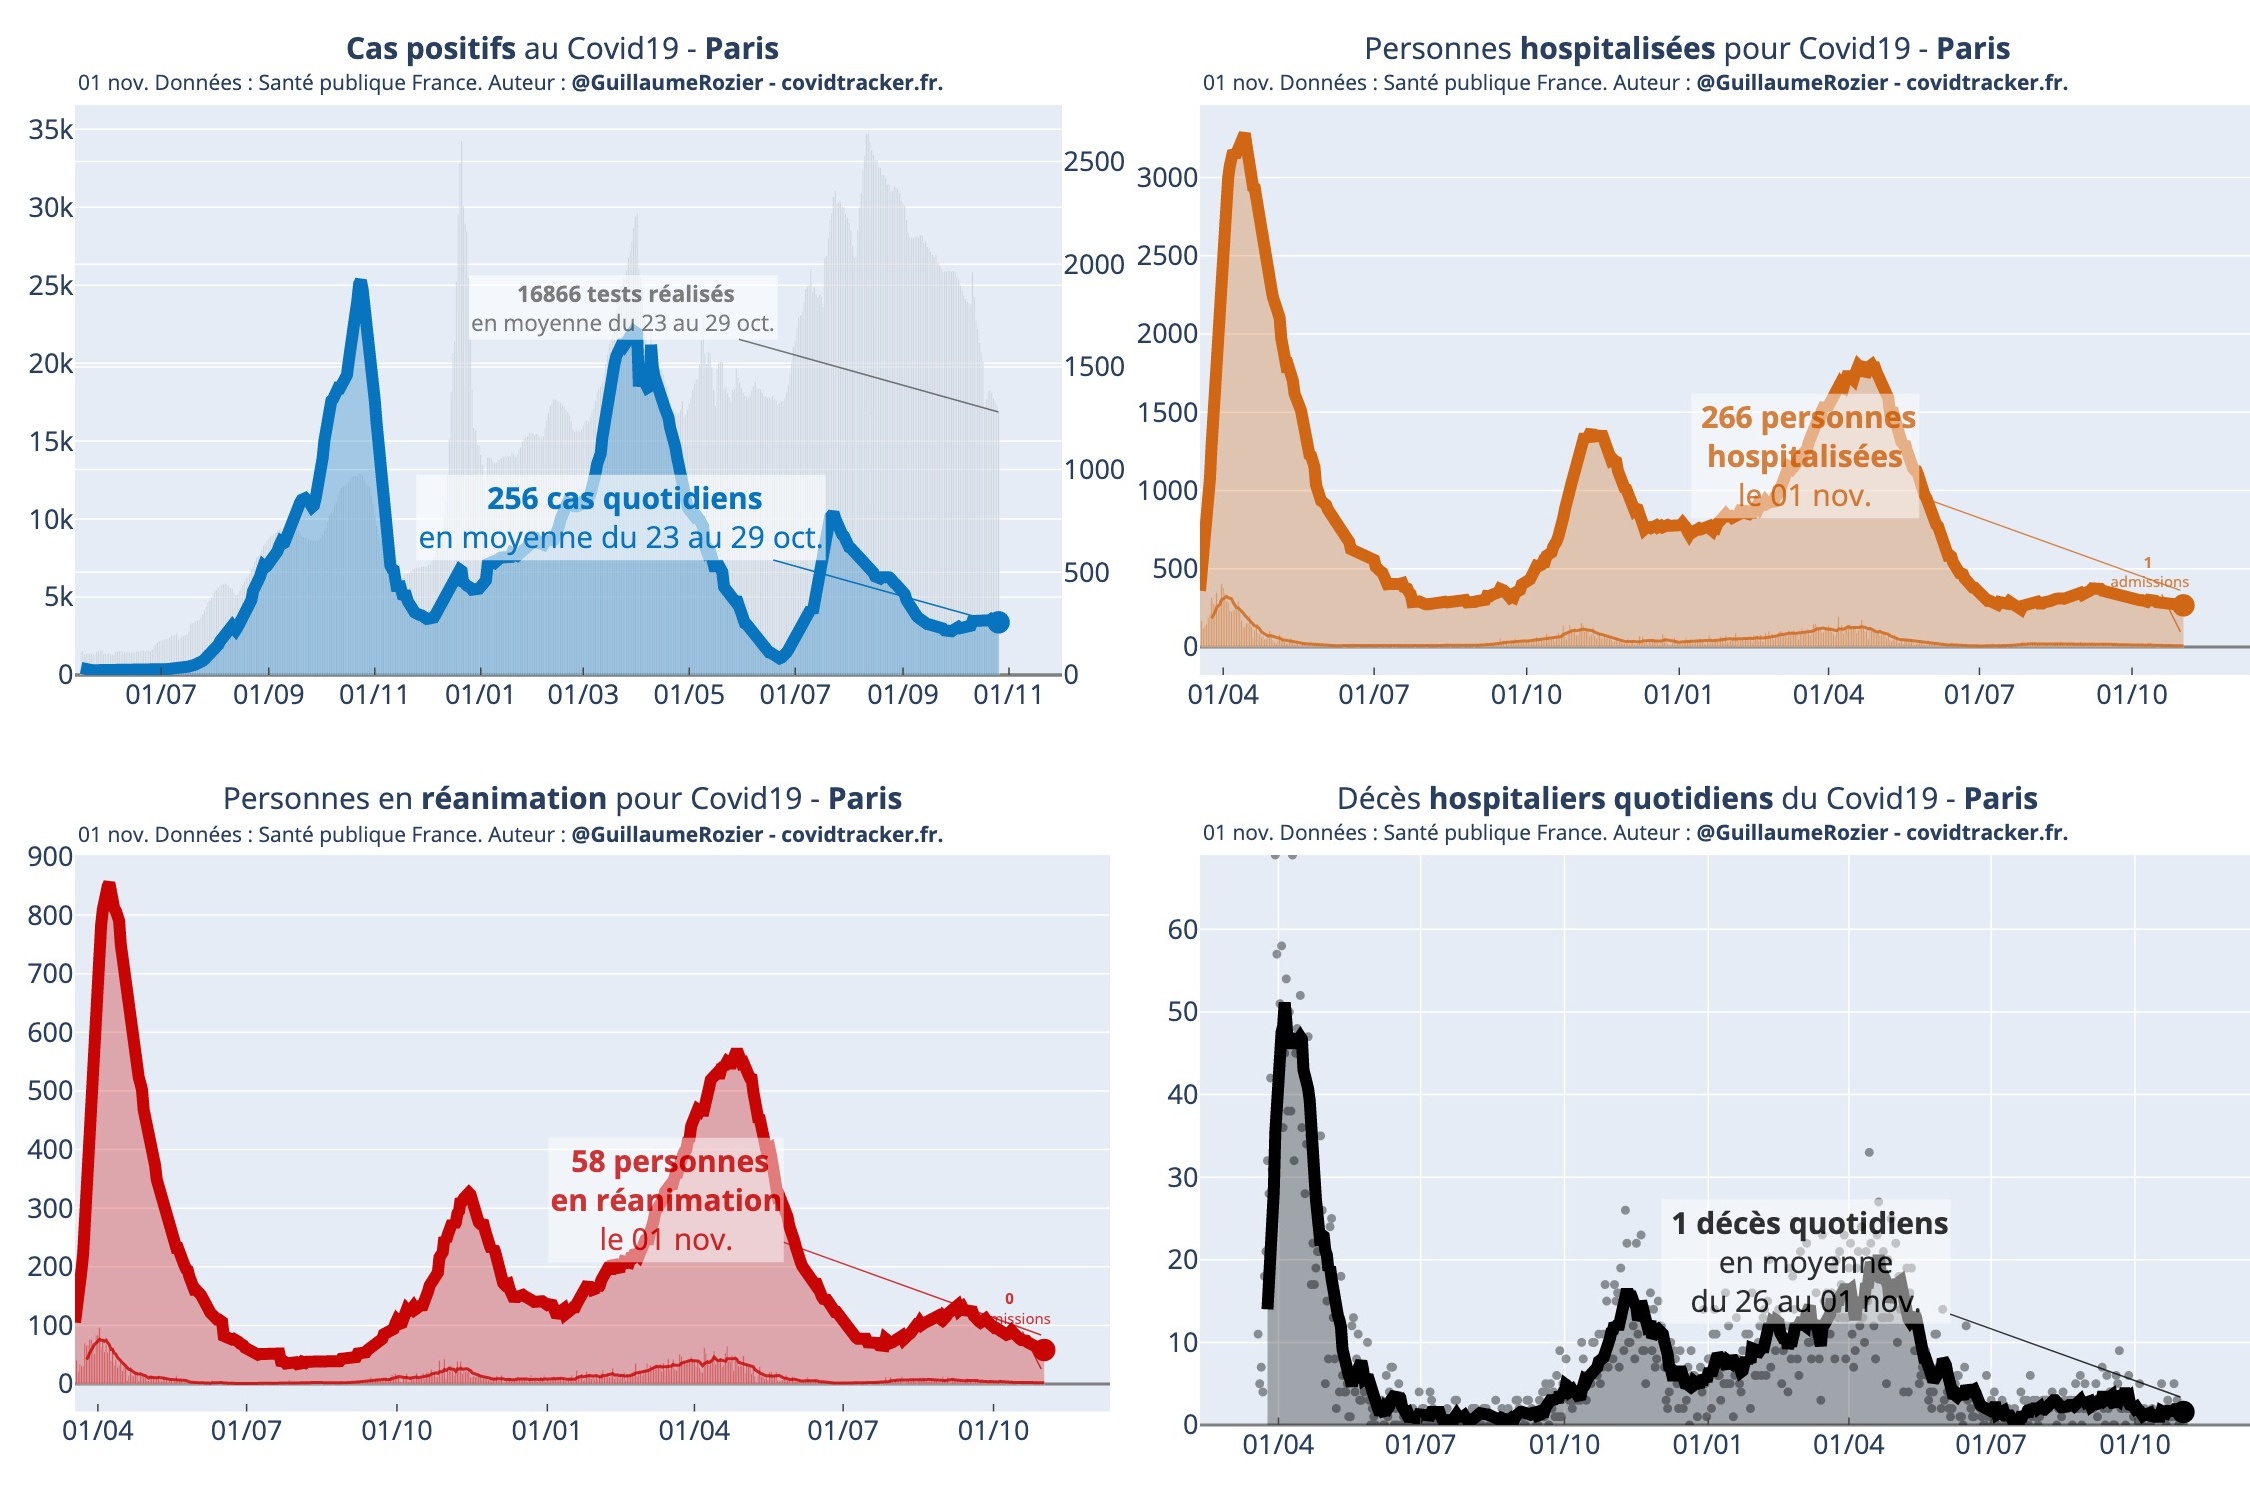 Cas positifs au Covid19 - Paris
01 nov. Données : Santé publique France. Auteur : @GuillaumeRozier - covidtracker.fr.
35k
30k
25k
20k
15k
10k
5k
0
2500
2000
1500
1000
500
0
16866 tests réalisés
en moyenne du 23 au 29 oct.
256 cas quotidiens
en moyenne du 23 au 29 oct.
01/07 01/09 01/11 01/01 01/03 01/05 01/07 01/09 01/11
Personnes hospitalisées pour Covid19 - Paris
01 nov. Données : Santé publique France. Auteur : @GuillaumeRozier - covidtracker.fr.
3000
2500
2000
1500
1000
500
0
266 personnes
hospitalisées
le 01 nov.
1
admissions
01/04 01/07 01/10 01/01 01/04 01/07 01/10
Personnes en réanimation pour Covid19 - Paris
01 nov. Données : Santé publique France. Auteur : @GuillaumeRozier - covidtracker.fr.
900
800
700
600
500
400
300
200
100
0
58 personnes
en réanimation
le 01 nov.
0
missions
01/04 01/07 01/10 01/01 01/04 01/07 01/10
Décès hospitaliers quotidiens du Covid19 - Paris
01 nov. Données : Santé publique France. Auteur : @GuillaumeRozier - covidtracker.fr.
60
50
40
30
20
10
0
1 décès quotidiens
en moyenne
du 26 au 01 nov.
01/04 01/07 01/10 01/01 01/04 01/07 01/10